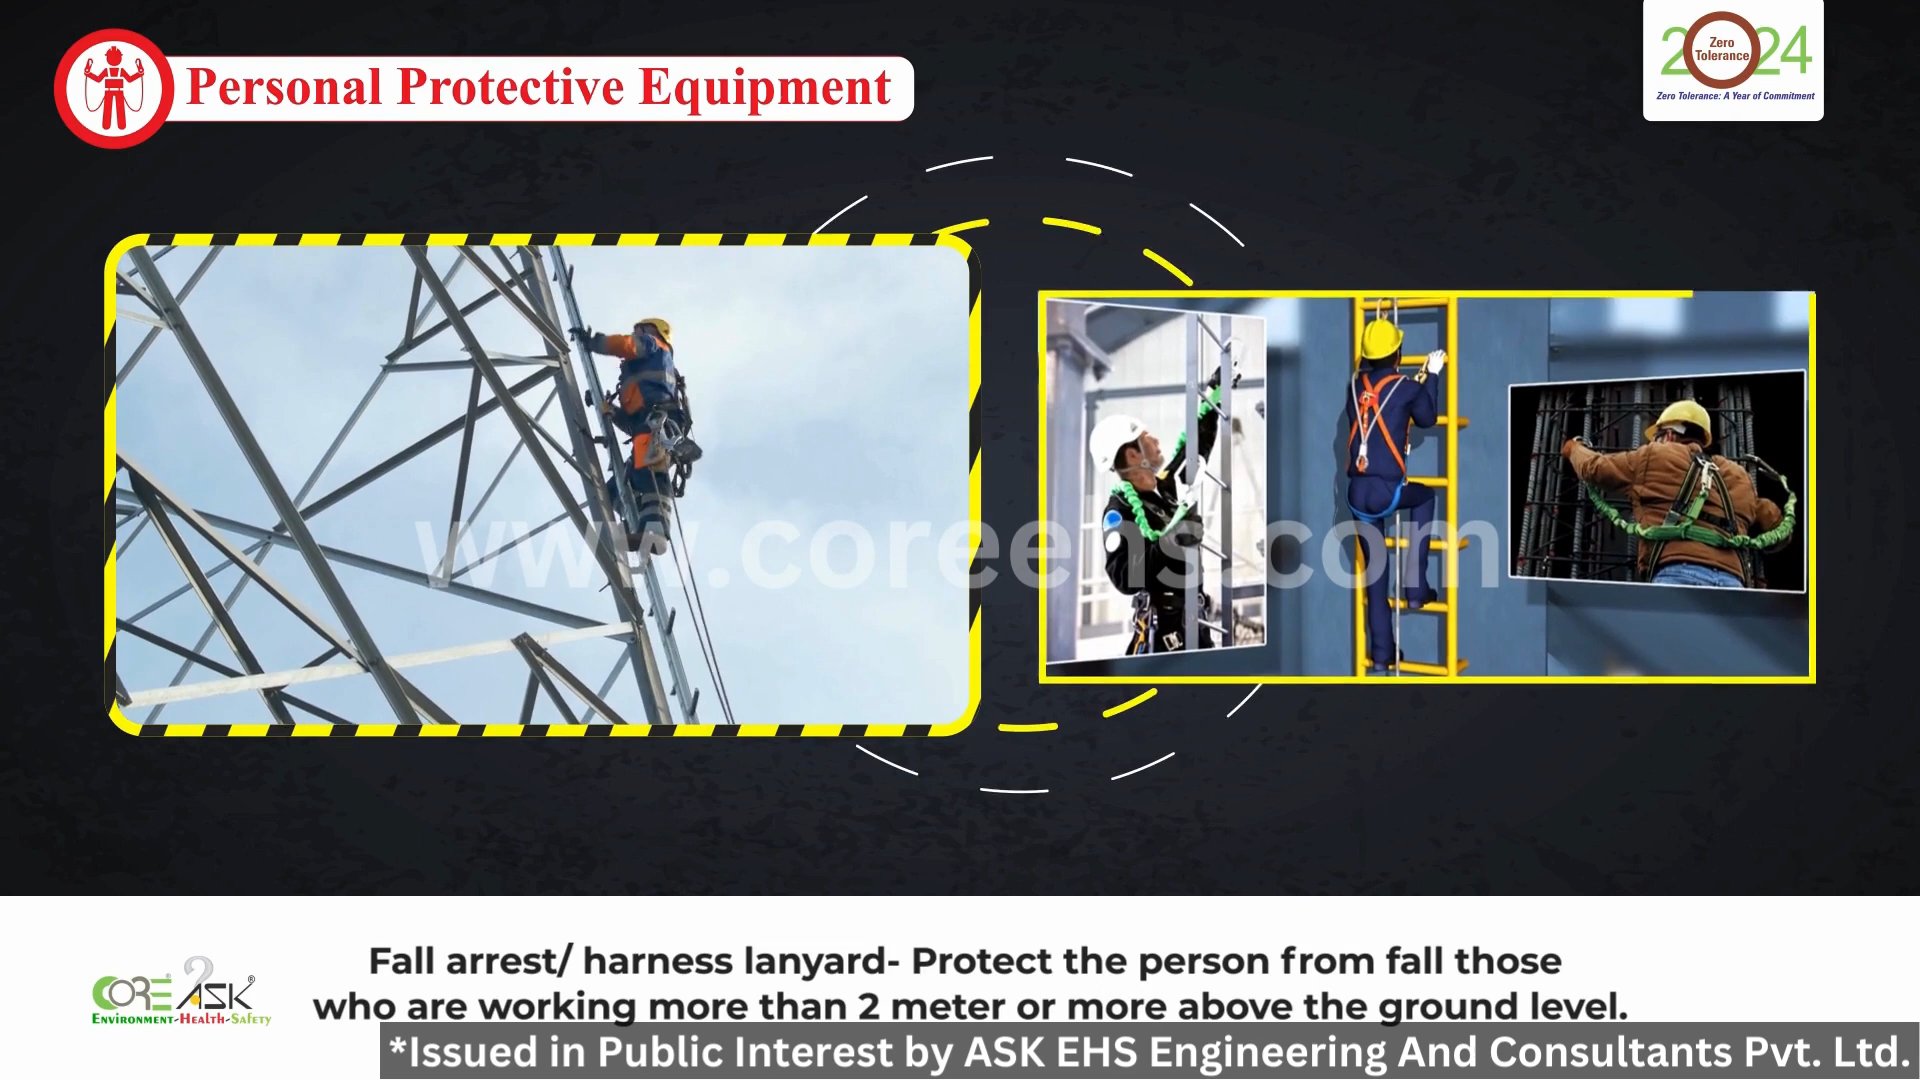 Personal Protective Equipment
2024
Zero
Tolerance
Zero Tolerance: A Year of Commitment
www.coreehs.com
Fall arrest/ harness lanyard- Protect the person from fall those
who are working more than 2 meter or more above the ground level.
CORE 2 ASK®
Environment-Health-Safety
*Issued in Public Interest by ASK EHS Engineering And Consultants Pvt. Ltd.